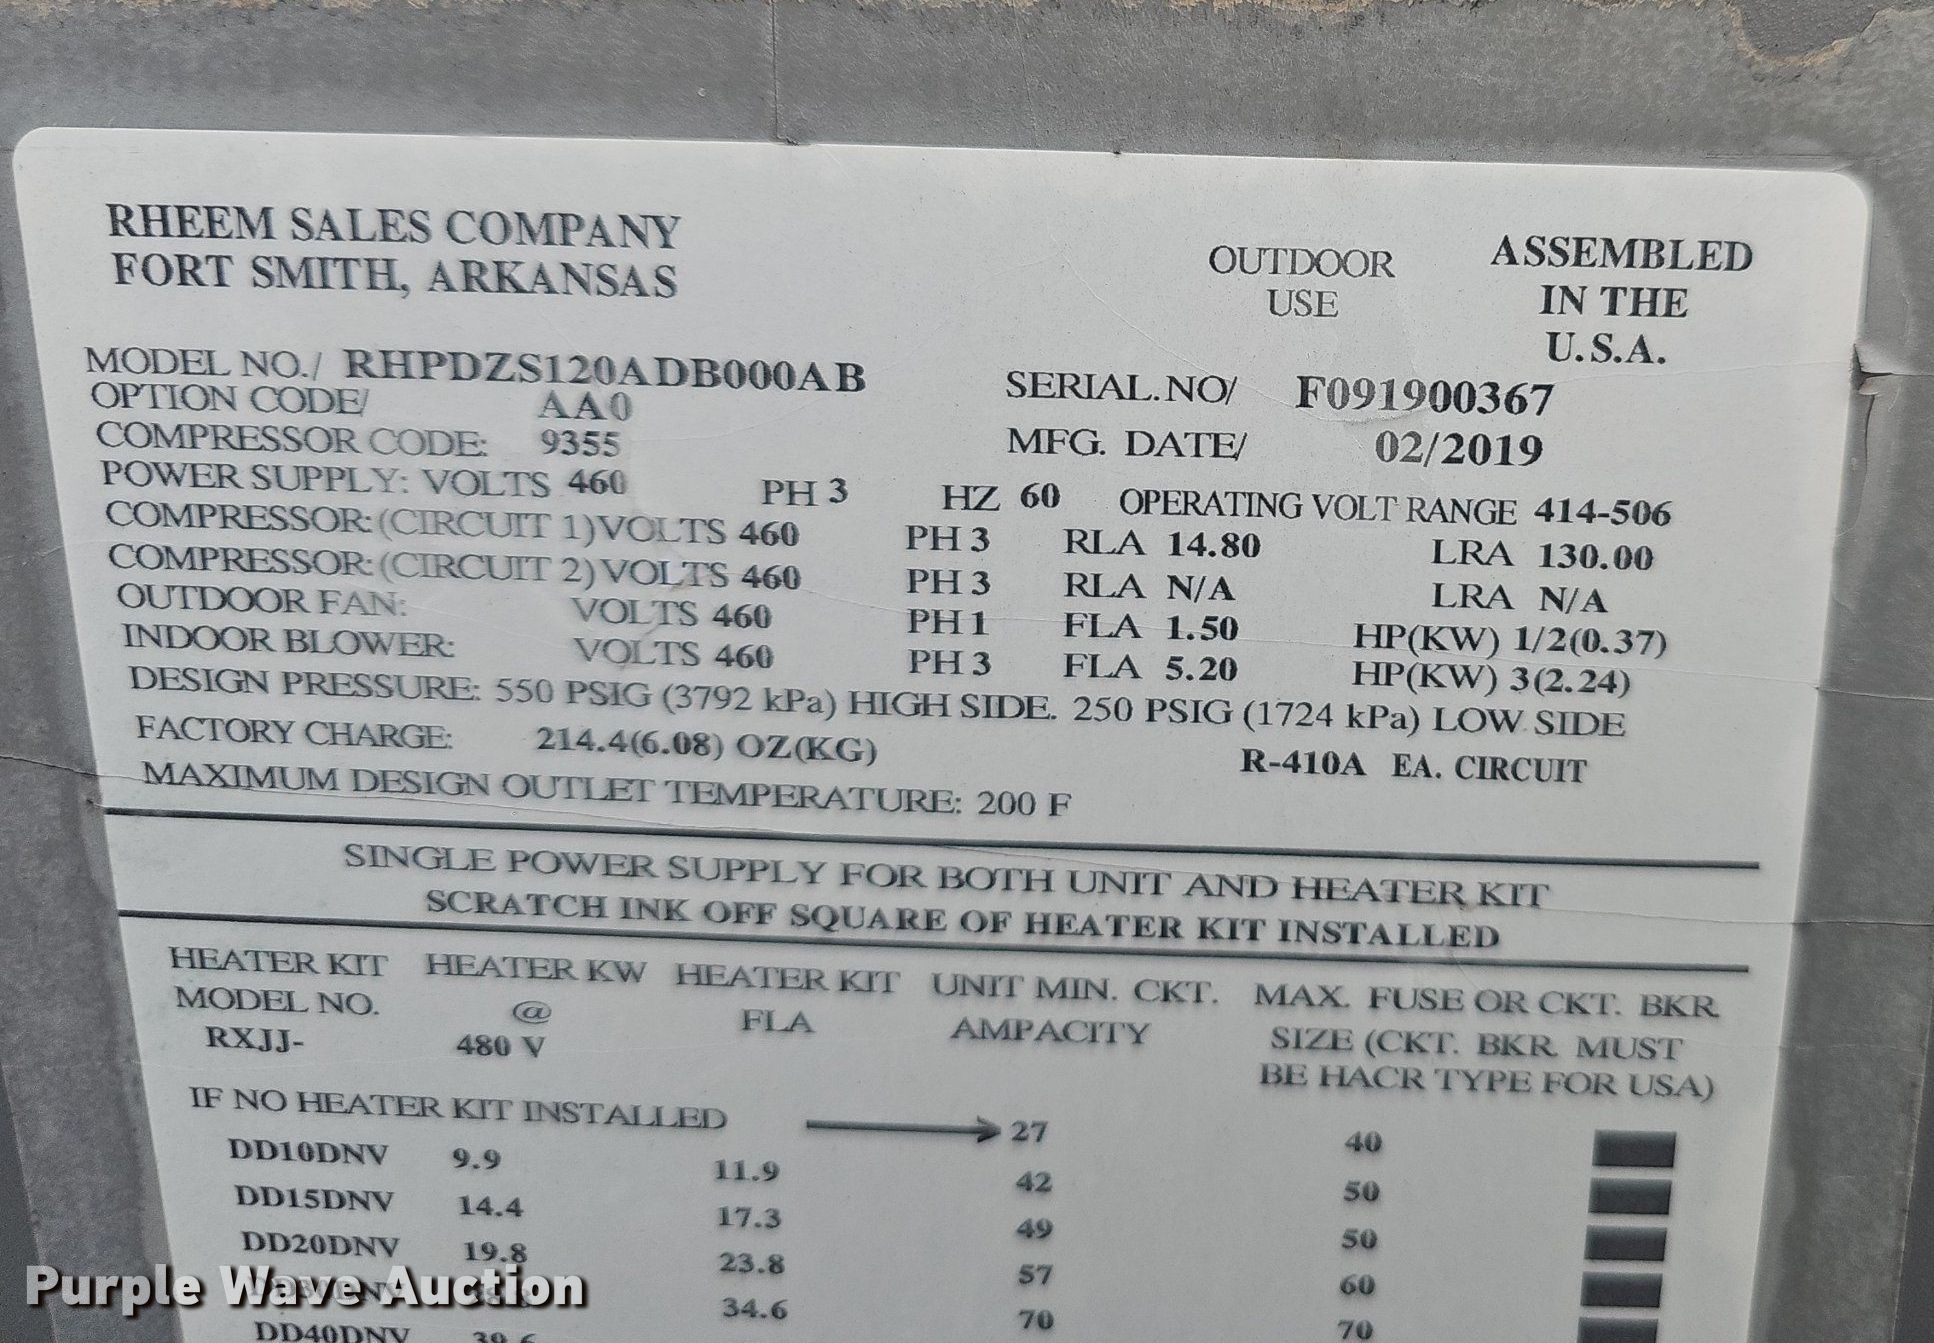 RHEEM SALES COMPANY
FORT SMITH, ARKANSAS
OUTDOOR
USE
ASSEMBLED
IN THE
U.S.A.
MODEL NO./ RHPDZS120ADB000AB
OPTION CODE/ AA0
SERIAL.NO/ F091900367
COMPRESSOR CODE: 9355
MFG. DATE/ 02/2019
POWER SUPPLY: VOLTS 460 PH 3 HZ 60 OPERATING VOLT RANGE 414-506
COMPRESSOR:(CIRCUIT 1)VOLTS 460 PH 3 RLA 14.80 LRA 130.00
COMPRESSOR:(CIRCUIT 2)VOLTS 460 PH 3 RLA N/A LRA N/A
OUTDOOR FAN: VOLTS 460 PH 1 FLA 1.50 HP(KW) 1/2(0.37)
INDOOR BLOWER: VOLTS 460 PH 3 FLA 5.20 HP(KW) 3(2.24)
DESIGN PRESSURE: 550 PSIG (3792 kPa) HIGH SIDE. 250 PSIG (1724 kPa) LOW SIDE
FACTORY CHARGE: 214.4(6.08) OZ(KG) R-410A EA. CIRCUIT
MAXIMUM DESIGN OUTLET TEMPERATURE: 200 F
SINGLE POWER SUPPLY FOR BOTH UNIT AND HEATER KIT
SCRATCH INK OFF SQUARE OF HEATER KIT INSTALLED
HEATER KIT HEATER KW HEATER KIT UNIT MIN. CKT. MAX. FUSE OR CKT. BKR
MODEL NO. @ FLA AMPACITY SIZE (CKT. BKR MUST
RXJJ- 480 V BE HACR TYPE FOR USA)
IF NO HEATER KIT INSTALLED 27 40
DD10DNV 9.9 11.9 42 50
DD15DNV 14.4 17.3 49 50
DD20DNV 19.8 23.8 57 60
34.6 70 70
DD40DNV 39.6
Purple Wave Auction